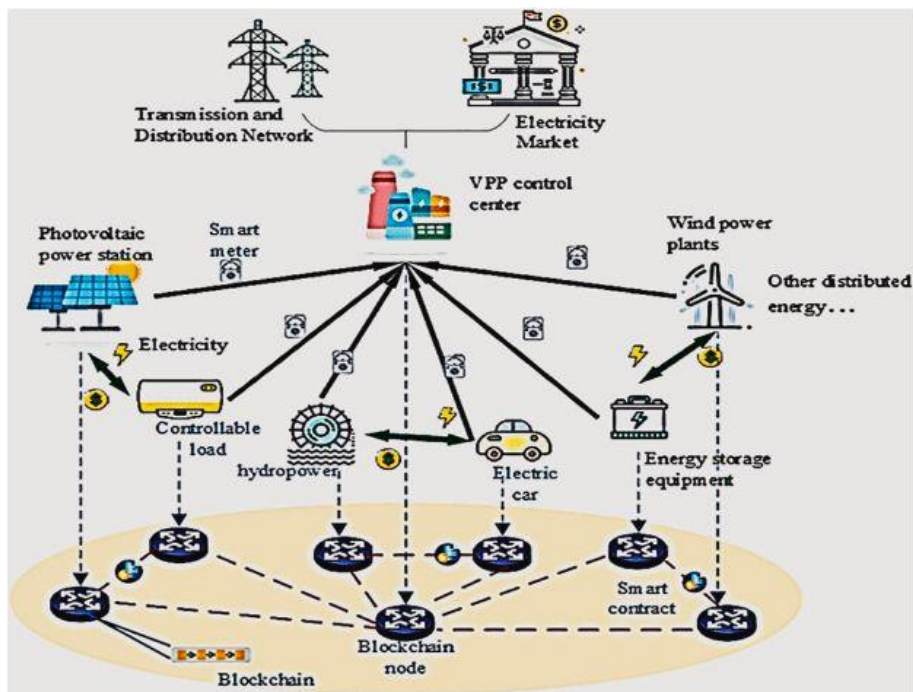 Transmission and
Distribution Network
Electricity
Market
VPP control
center
Photovoltaic
power station
Smart
meter
Wind power
plants
Other distributed
energy...
Electricity
Controllable
load
hydropower
Electric
car
Energy storage
equipment
Smart
contract
Blockchain
node
Blockchain